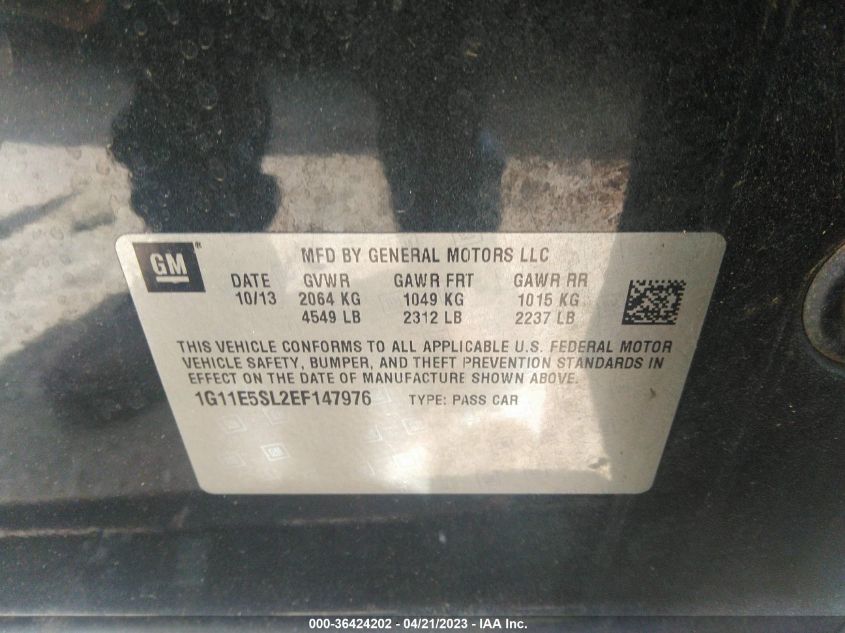 GM® MFD BY GENERAL MOTORS LLC
DATE GVWR GAWR FRT GAWR RR
10/13 2064 KG 1049 KG 1015 KG
4549 LB 2312 LB 2237 LB
THIS VEHICLE CONFORMS TO ALL APPLICABLE U.S. FEDERAL MOTOR
VEHICLE SAFETY, BUMPER, AND THEFT PREVENTION STANDARDS IN
EFFECT ON THE DATE OF MANUFACTURE SHOWN ABOVE.
1G11E5SL2EF147976 TYPE: PASS CAR
000-36424202 - 04/21/2023 - IAA Inc.